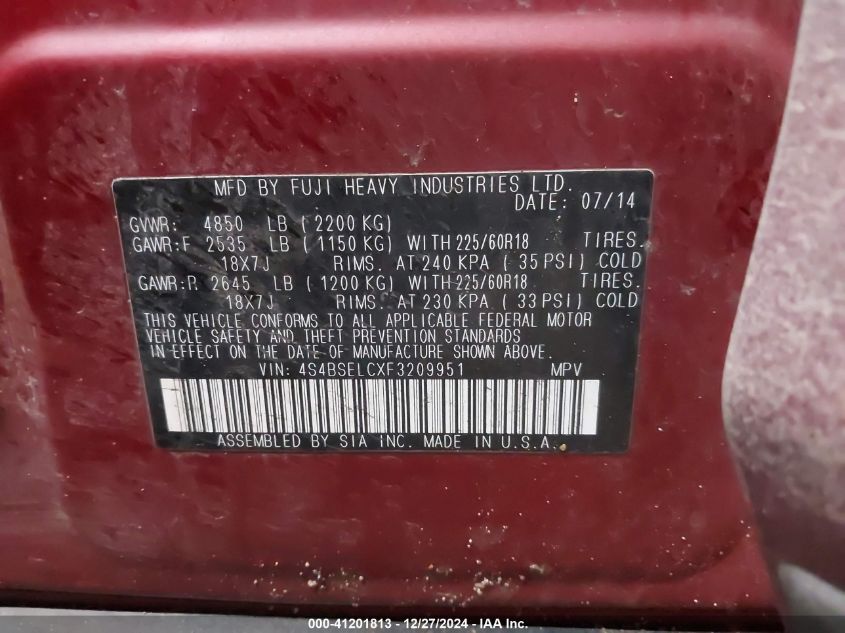 MFD BY FUJI HEAVY INDUSTRIES LTD.
DATE: 07/14
GVWR: 4850 LB (2200 KG)
GAWR:F 2535 LB (1150 KG) WITH 225/60R18 TIRES.
18X7J RIMS. AT 240 KPA (35 PSI) COLD
GAWR:R 2645 LB (1200 KG) WITH 225/60R18 TIRES.
18X7J RIMS. AT 230 KPA (33 PSI) COLD
THIS VEHICLE CONFORMS TO ALL APPLICABLE FEDERAL MOTOR
VEHICLE SAFETY AND THEFT PREVENTION STANDARDS
IN EFFECT ON THE DATE OF MANUFACTURE SHOWN ABOVE.
VIN: 4S4BSELCXF3209951 MPV
ASSEMBLED BY SIA INC. MADE IN U.S.A.
000-41201813 - 12/27/2024 - IAA Inc.